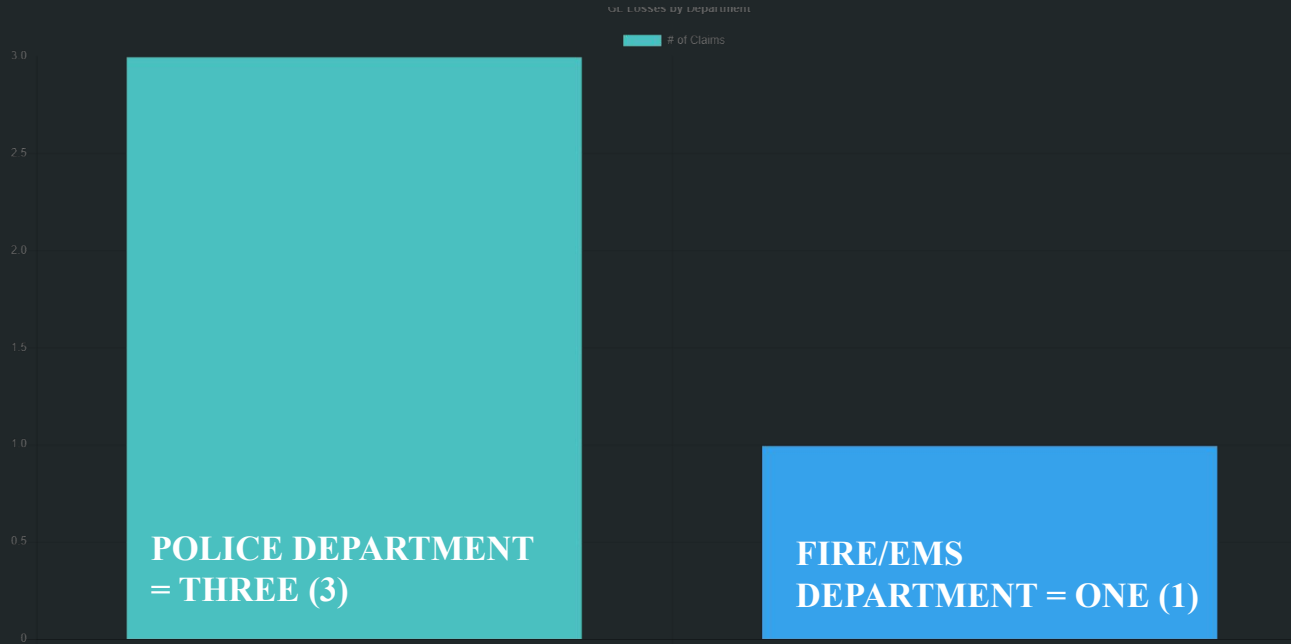 GL Losses by Department
# of Claims
3.0
2.5
2.0
1.5
1.0
0.5
0
POLICE DEPARTMENT
= THREE (3)
FIRE/EMS
DEPARTMENT = ONE (1)